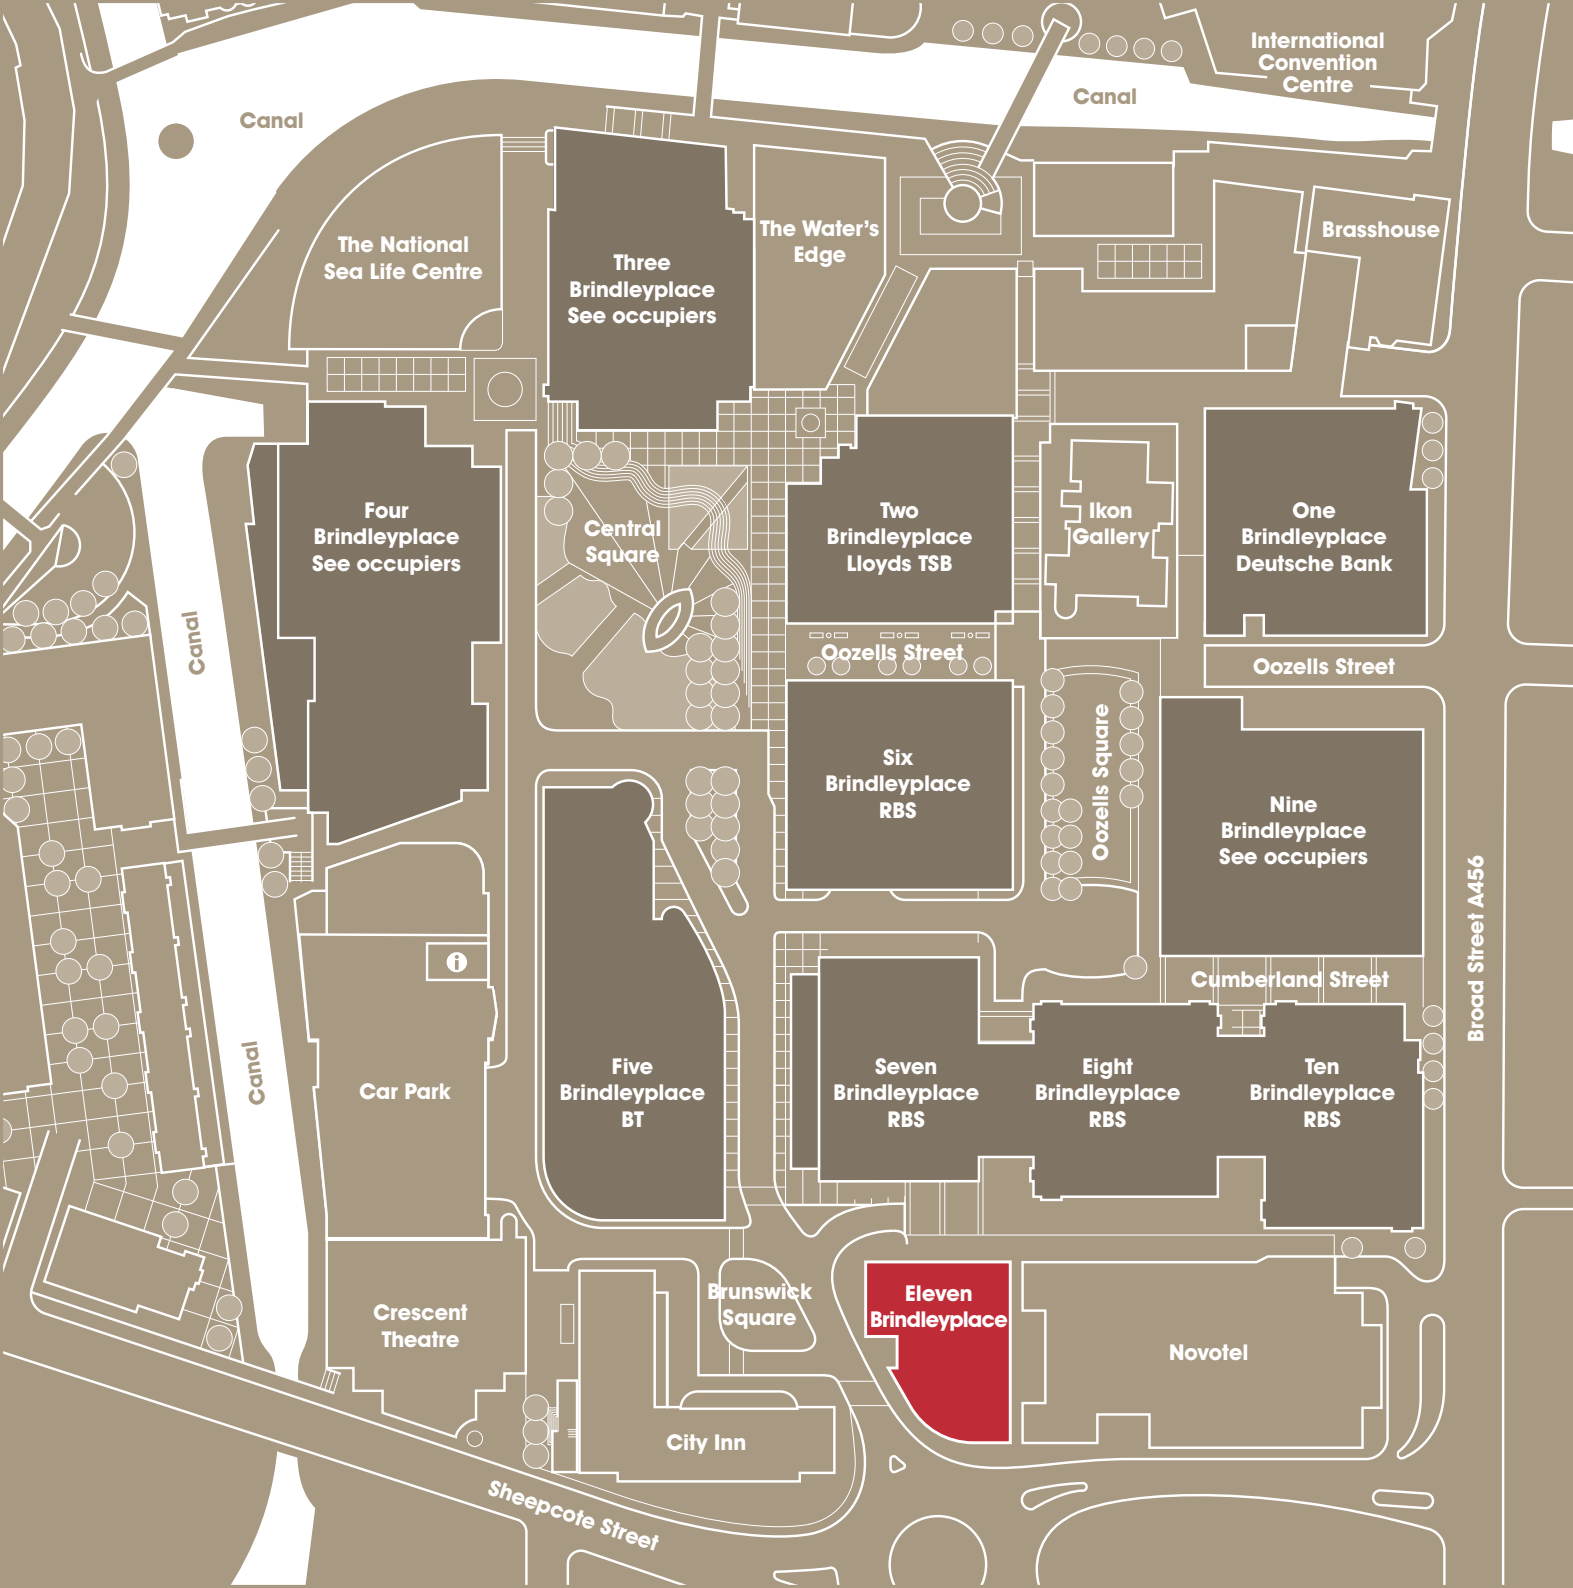 International
Convention
Centre
Canal
Canal
The National
Sea Life Centre
Three
Brindleyplace
See occupiers
The Water's
Edge
Brasshouse
Four
Brindleyplace
See occupiers
Central
Square
Two
Brindleyplace
Lloyds TSB
Ikon
Gallery
One
Brindleyplace
Deutsche Bank
Canal
Oozells Street
Oozells Street
Six
Brindleyplace
RBS
Oozells Square
Nine
Brindleyplace
See occupiers
Broad Street A456
i
Cumberland Street
Canal
Car Park
Five
Brindleyplace
BT
Seven
Brindleyplace
RBS
Eight
Brindleyplace
RBS
Ten
Brindleyplace
RBS
Crescent
Theatre
Brunswick
Square
Eleven
Brindleyplace
Novotel
City Inn
Sheepcote Street